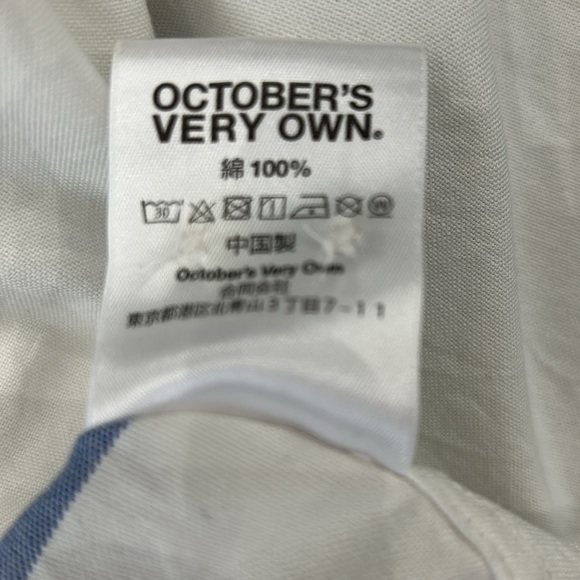 OCTOBER'S
VERY OWN®
綿 100%
30
中国製
October's Very Own
合同会社
東京都港区北青山3丁目7-11